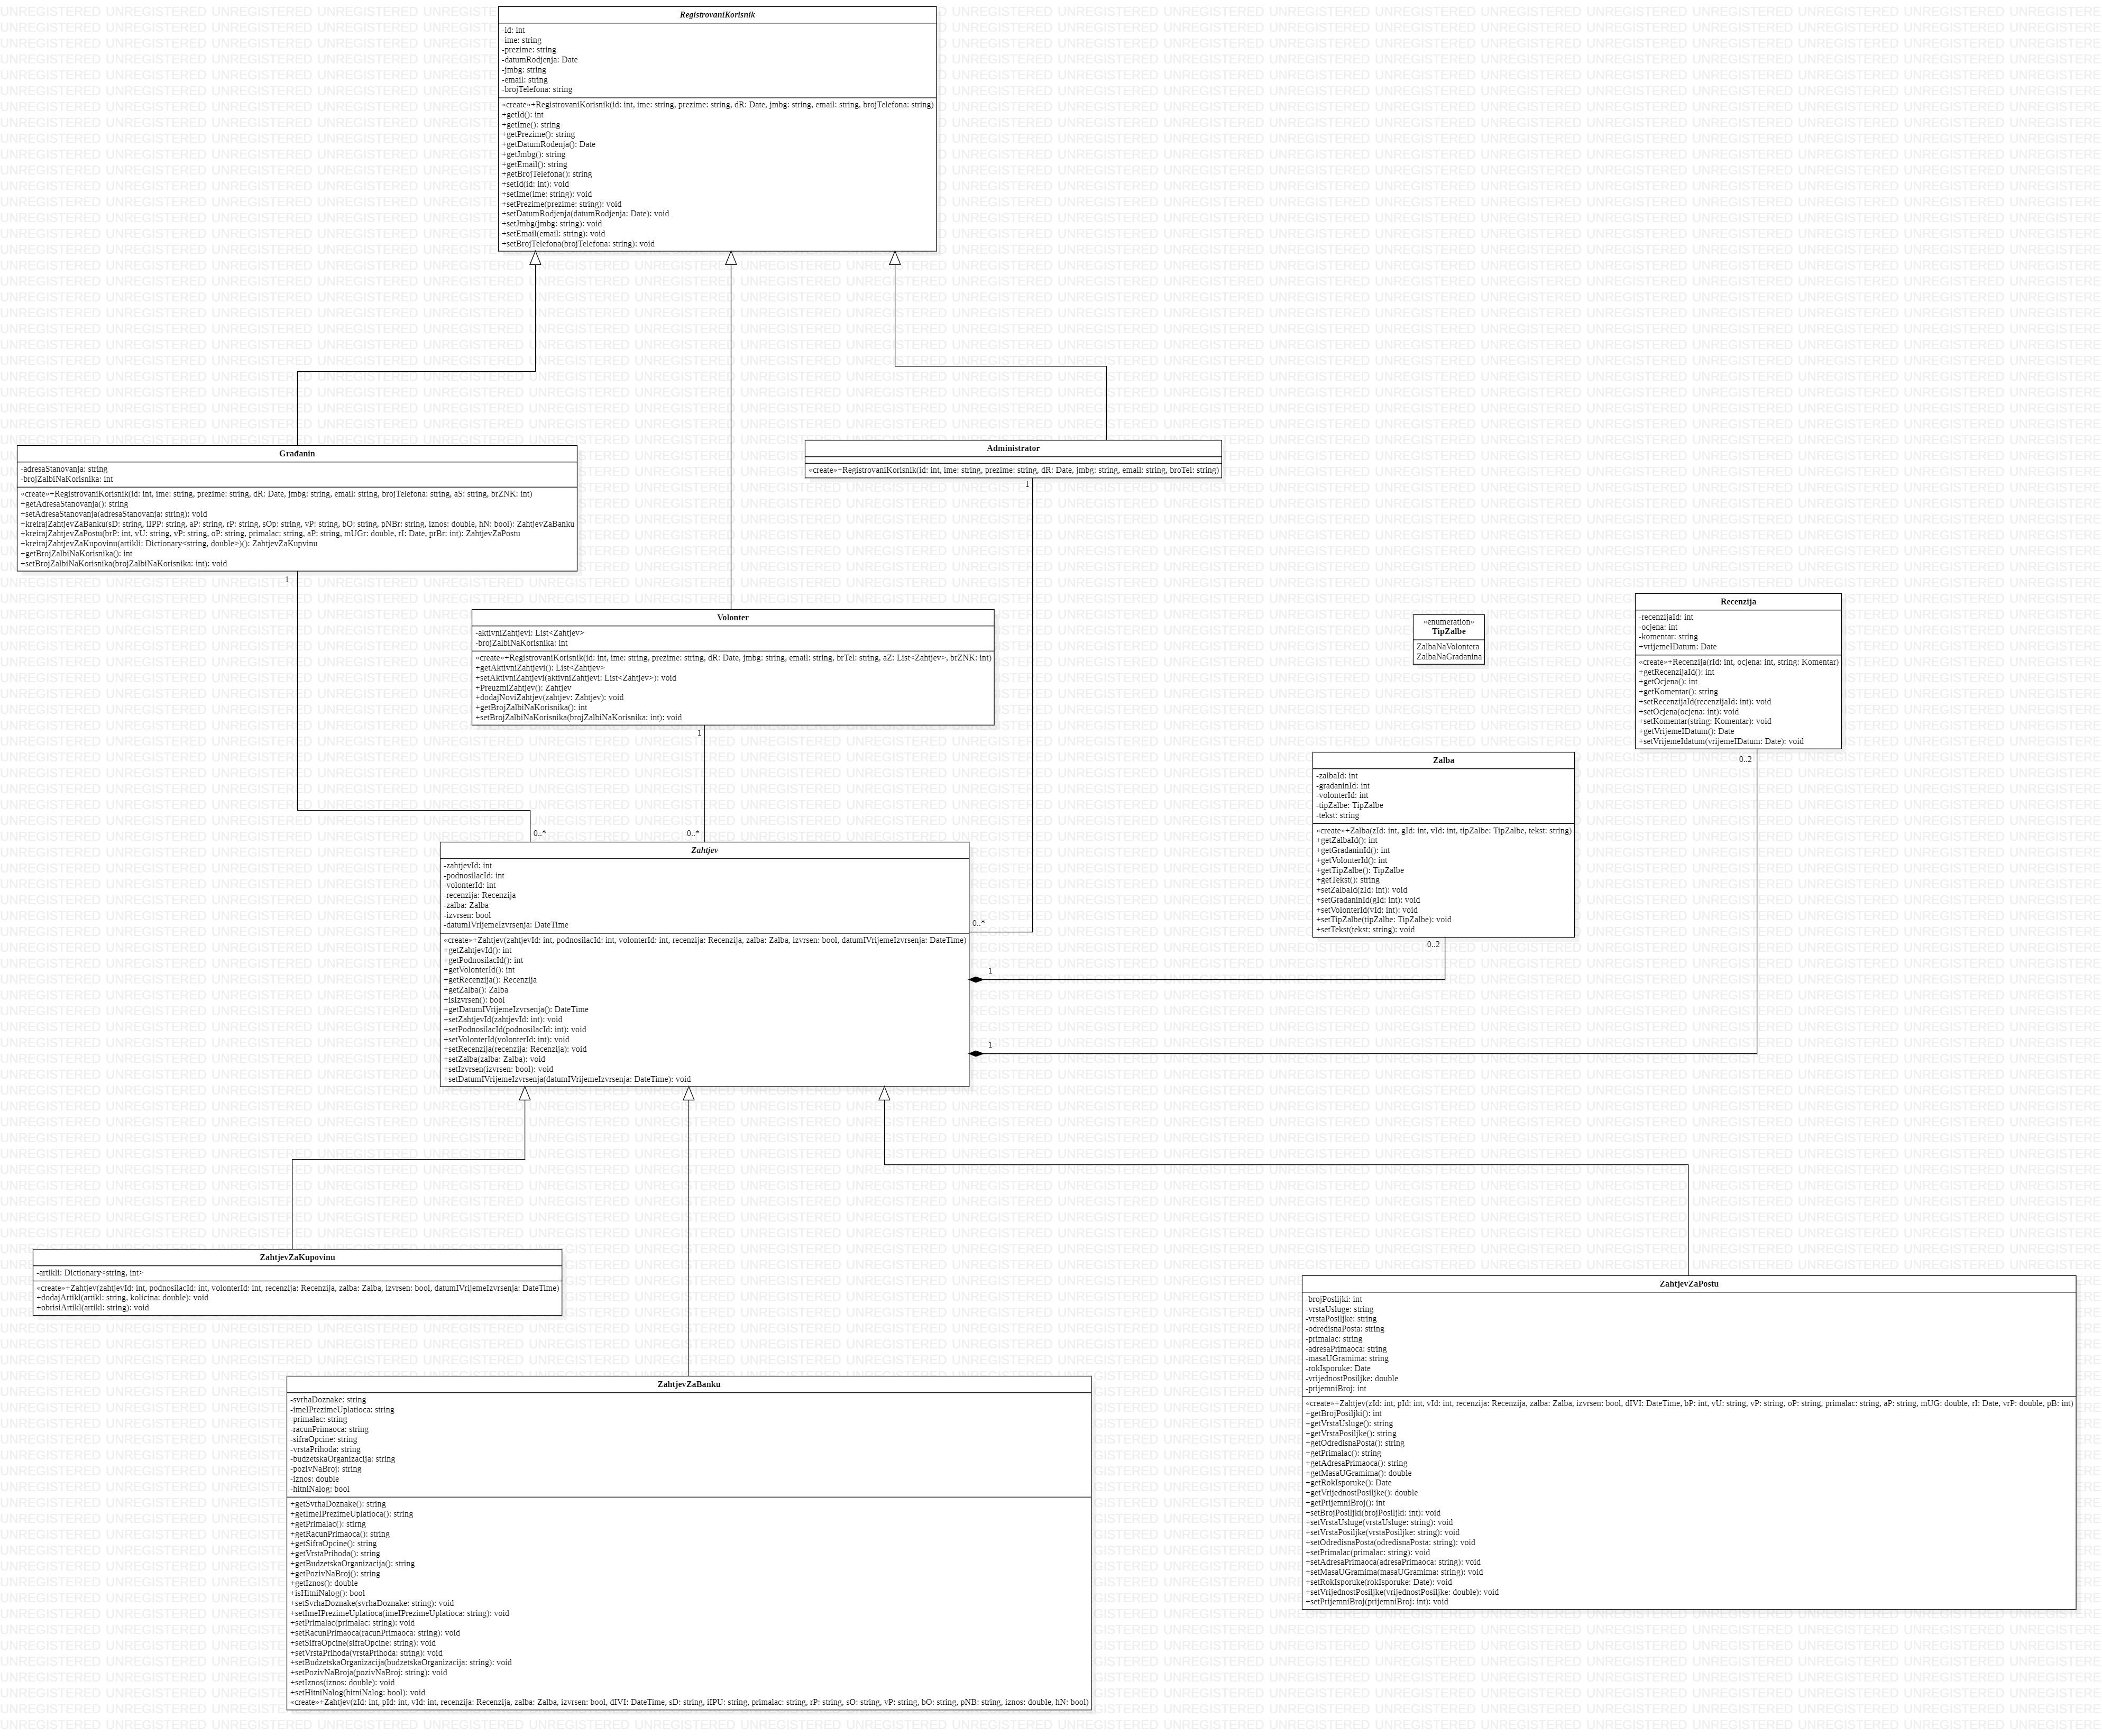 RegistrovaniKorisnik
-id: int
-ime: string
-prezime: string
-datumRodjenja: Date
-jmbg: string
-email: string
-brojTelefona: string
«create»+RegistrovaniKorisnik(id: int, ime: string, prezime: string, dR: Date, jmbg: string, email: string, brojTelefona: string)
+getId(): int
+getIme(): string
+getPrezime(): string
+getDatumRodenja(): Date
+getJmbg(): string
+getEmail(): string
+getBrojTelefona(): string
+setId(id: int): void
+setIme(ime: string): void
+setPrezime(prezime: string): void
+setDatumRodjenja(datumRodjenja: Date): void
+setJmbg(jmbg: string): void
+setEmail(email: string): void
+setBrojTelefona(brojTelefona: string): void
Građanin
-adresaStanovanja: string
-brojZalbiNaKorisnika: int
«create»+RegistrovaniKorisnik(id: int, ime: string, prezime: string, dR: Date, jmbg: string, email: string, brojTelefona: string, aS: string, brZNK: int)
+getAdresaStanovanja(): string
+setAdresaStanovanja(adresaStanovanja: string): void
+kreirajZahtjevZaBanku(sD: string, iIPP: string, aP: string, rP: string, sOp: string, vP: string, bO: string, pNBr: string, iznos: double, hN: bool): ZahtjevZaBanku
+kreirajZahtjevZaPostu(brP: int, vU: string, vP: string, oP: string, primalac: string, aP: string, mUGr: double, rI: Date, prBr: int): ZahtjevZaPostu
+kreirajZahtjevZaKupovinu(artikli: Dictionary<string, double>)(): ZahtjevZaKupvinu
+getBrojZalbiNaKorisnika(): int
+setBrojZalbiNaKorisnika(brojZalbiNaKorisnika: int): void
1
Administrator
«create»+RegistrovaniKorisnik(id: int, ime: string, prezime: string, dR: Date, jmbg: string, email: string, broTel: string)
1
Volonter
-aktivniZahtjevi: List<Zahtjev>
-brojZalbiNaKorisnika: int
«create»+RegistrovaniKorisnik(id: int, ime: string, prezime: string, dR: Date, jmbg: string, email: string, brTel: string, aZ: List<Zahtjev>, brZNK: int)
+getAktivniZahtjevi(): List<Zahtjev>
+setAktivniZahtjevi(aktivniZahtjevi: List<Zahtjev>): void
+PreuzmiZahtjev(): Zahtjev
+dodajNoviZahtjev(zahtjev: Zahtjev): void
+getBrojZalbiNaKorisnika(): int
+setBrojZalbiNaKorisnika(brojZalbiNaKorisnika: int): void
1
«enumeration»
TipZalbe
ZalbaNaVolontera
ZalbaNaGradanina
Recenzija
-recenzijaId: int
-ocjena: int
-komentar: string
+vrijemeIDatum: Date
«create»+Recenzija(rId: int, ocjena: int, string: Komentar)
+getRecenzijaId(): int
+getOcjena(): int
+getKomentar(): string
+setRecenzijaId(recenzijaId: int): void
+setOcjena(ocjena: int): void
+setKomentar(string: Komentar): void
+getVrijemeIDatum(): Date
+setVrijemeIdatum(vrijemeIDatum: Date): void
0..2
Zalba
-zalbaId: int
-gradaninId: int
-volonterId: int
-tipZalbe: TipZalbe
-tekst: string
«create»+Zalba(zId: int, gId: int, vId: int, tipZalbe: TipZalbe, tekst: string)
+getZalbaId(): int
+getGradaninId(): int
+getVolonterId(): int
+getTipZalbe(): TipZalbe
+getTekst(): string
+setZalbaId(zId: int): void
+setGradaninId(gId: int): void
+setVolonterId(vId: int): void
+setTipZalbe(tipZalbe: TipZalbe): void
+setTekst(tekst: string): void
0..2
0..*
0..*
0..*
1
1
Zahtjev
-zahtjevId: int
-podnosilacId: int
-volonterId: int
-recenzija: Recenzija
-zalba: Zalba
-izvrsen: bool
-datumIVrijemeIzvrsenja: DateTime
«create»+Zahtjev(zahtjevId: int, podnosilacId: int, volonterId: int, recenzija: Recenzija, zalba: Zalba, izvrsen: bool, datumIVrijemeIzvrsenja: DateTime)
+getZahtjevId(): int
+getPodnosilacId(): int
+getVolonterId(): int
+getRecenzija(): Recenzija
+getZalba(): Zalba
+isIzvrsen(): bool
+getDatumIVrijemeIzvrsenja(): DateTime
+setZahtjevId(zahtjevId: int): void
+setPodnosilacId(podnosilacId: int): void
+setVolonterId(volonterId: int): void
+setRecenzija(recenzija: Recenzija): void
+setZalba(zalba: Zalba): void
+setIzvrsen(izvrsen: bool): void
+setDatumIVrijemeIzvrsenja(datumIVrijemeIzvrsenja: DateTime): void
ZahtjevZaKupovinu
-artikli: Dictionary<string, int>
«create»+Zahtjev(zahtjevId: int, podnosilacId: int, volonterId: int, recenzija: Recenzija, zalba: Zalba, izvrsen: bool, datumIVrijemeIzvrsenja: DateTime)
+dodajArtikl(artikl: string, kolicina: double): void
+obrisiArtikl(artikl: string): void
ZahtjevZaBanku
-svrhaDoznake: string
-imeIPrezimeUplatioca: string
-primalac: string
-racunPrimaoca: string
-sifraOpcine: string
-vrstaPrihoda: string
-budzetskaOrganizacija: string
-pozivNaBroj: string
-iznos: double
-hitniNalog: bool
+getSvrhaDoznake(): string
+getImeIPrezimeUplatioca(): string
+getPrimalac(): stirng
+getRacunPrimaoca(): string
+getSifraOpcine(): string
+getVrstaPrihoda(): string
+getBudzetskaOrganizacija(): string
+getPozivNaBroj(): string
+getIznos(): double
+isHitniNalog(): bool
+setSvrhaDoznake(svrhaDoznake: string): void
+setImeIPrezimeUplatioca(imeIPrezimeUplatioca: string): void
+setPrimalac(primalac: string): void
+setRacunPrimaoca(racunPrimaoca: string): void
+setSifraOpcine(sifraOpcine: string): void
+setVrstaPrihoda(vrstaPrihoda: string): void
+setBudzetskaOrganizacija(budzetskaOrganizacija: string): void
+setPozivNaBroja(pozivNaBroj: string): void
+setIznos(iznos: double): void
+setHitniNalog(hitniNalog: bool): void
«create»+Zahtjev(zId: int, pId: int, vId: int, recenzija: Recenzija, zalba: Zalba, izvrsen: bool, dIVI: DateTime, sD: string, iIPU: string, primalac: string, rP: string, sO: string, vP: string, bO: string, pNB: string, iznos: double, hN: bool)
ZahtjevZaPostu
-brojPoslijki: int
-vrstaUsluge: string
-vrstaPosiljke: string
-odredisnaPosta: string
-primalac: string
-adresaPrimaoca: string
-masaUGramima: string
-rokIsporuke: Date
-vrijednostPosiljke: double
-prijemniBroj: int
«create»+Zahtjev(zId: int, pId: int, vId: int, recenzija: Recenzija, zalba: Zalba, izvrsen: bool, dIVI: DateTime, bP: int, vU: string, vP: string, oP: string, primalac: string, aP: string, mUG: double, rI: Date, vrP: double, pB: int)
+getBrojPosiljki(): int
+getVrstaUsluge(): string
+getVrstaPosiljke(): string
+getOdredisnaPosta(): string
+getPrimalac(): string
+getAdresaPrimaoca(): string
+getMasaUGramima(): double
+getRokIsporuke(): Date
+getVrijednostPosiljke(): double
+getPrijemniBroj(): int
+setBrojPosiljki(brojPosiljki: int): void
+setVrstaUsluge(vrstaUsluge: string): void
+setVrstaPosiljke(vrstaPosiljke: string): void
+setOdredisnaPosta(odredisnaPosta: string): void
+setPrimalac(primalac: string): void
+setAdresaPrimaoca(adresaPrimaoca: string): void
+setMasaUGramima(masaUGramima: string): void
+setRokIsporuke(rokIsporuke: Date): void
+setVrijednostPosiljke(vrijednostPosiljke: double): void
+setPrijemniBroj(prijemniBroj: int): void